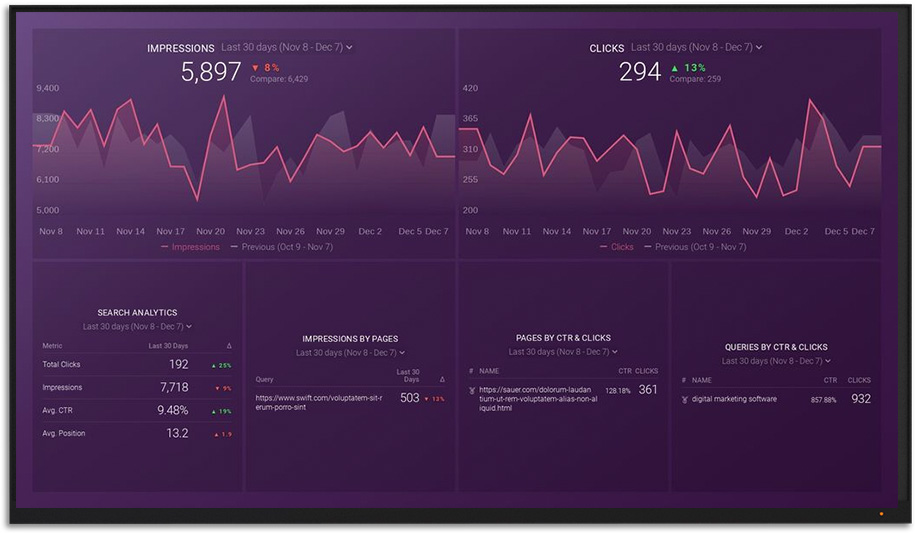 IMPRESSIONS Last 30 days (Nov 8 - Dec 7)
5,897 ▼ 8%
Compare: 6,429
9,400
8,300
7,200
6,100
5,000
Nov 8 Nov 11 Nov 14 Nov 17 Nov 20 Nov 23 Nov 26 Nov 29 Dec 2 Dec 5 Dec 7
Impressions Previous (Oct 9 - Nov 7)
CLICKS Last 30 days (Nov 8 - Dec 7)
294 ▲ 13%
Compare: 259
420
365
310
255
200
Nov 8 Nov 11 Nov 14 Nov 17 Nov 20 Nov 23 Nov 26 Nov 29 Dec 2 Dec 5 Dec 7
Clicks Previous (Oct 9 - Nov 7)
SEARCH ANALYTICS
Last 30 days (Nov 8 - Dec 7)
Metric Last 30 Days Δ
Total Clicks 192 ▲ 25%
Impressions 7,718 ▼ 9%
Avg. CTR 9.48% ▲ 19%
Avg. Position 13.2 ▲ 1.9
IMPRESSIONS BY PAGES
Last 30 days (Nov 8 - Dec 7)
Query Last 30 Days Δ
https://www.swift.com/voluptatem-sit-r 503 ▼ 13%
erum-porro-sint
PAGES BY CTR & CLICKS
Last 30 days (Nov 8 - Dec 7)
# NAME CTR CLICKS
https://sauer.com/dolorum-laudan 128.18% 361
tium-ut-rem-voluptatem-alias-non-al
iquid.html
QUERIES BY CTR & CLICKS
Last 30 days (Nov 8 - Dec 7)
# NAME CTR CLICKS
digital marketing software 857.88% 932